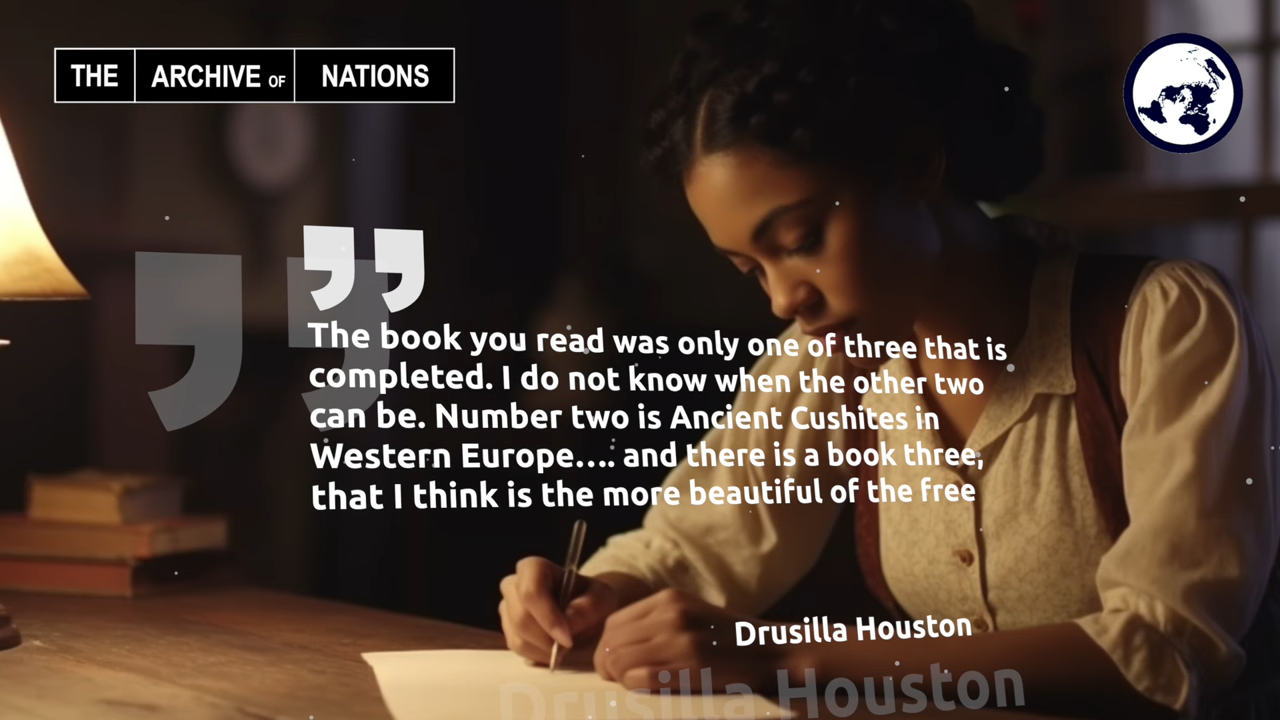 THE ARCHIVE OF NATIONS
”
The book you read was only one of three that is
completed. I do not know when the other two
can be. Number two is Ancient Cushites in
Western Europe…. and there is a book three,
that I think is the more beautiful of the free
Drusilla Houston
Drusilla Houston